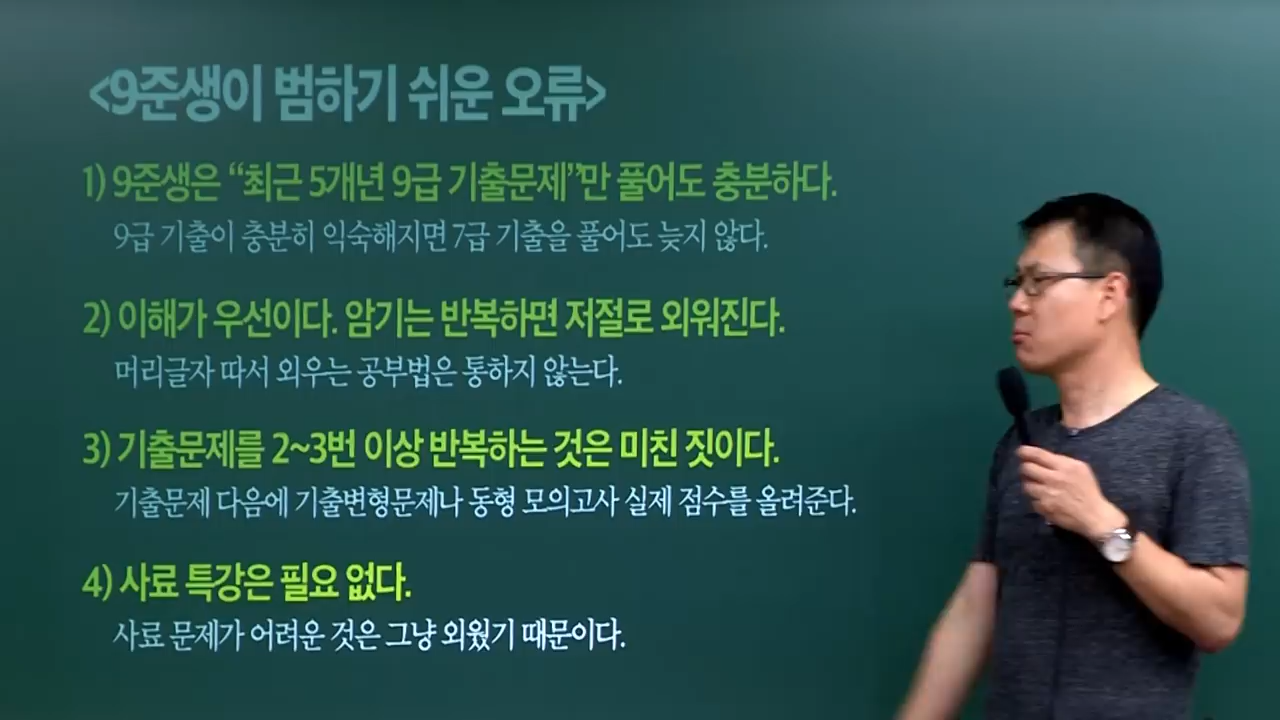 <9준생이 범하기 쉬운 오류>
1) 9준생은 “최근 5개년 9급 기출문제”만 풀어도 충분하다.
9급 기출이 충분히 익숙해지면 7급 기출을 풀어도 늦지 않다.
2) 이해가 우선이다. 암기는 반복하면 저절로 외워진다.
머리글자 따서 외우는 공부법은 통하지 않는다.
3) 기출문제를 2~3번 이상 반복하는 것은 미친 짓이다.
기출문제 다음에 기출변형문제나 동형 모의고사 실제 점수를 올려준다.
4) 사료 특강은 필요 없다.
사료 문제가 어려운 것은 그냥 외웠기 때문이다.